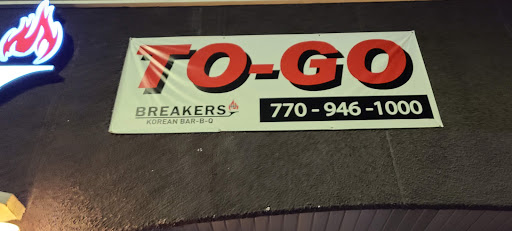 TO-GO
BREAKERS
KOREAN BAR-B-Q
770 - 946 -1000